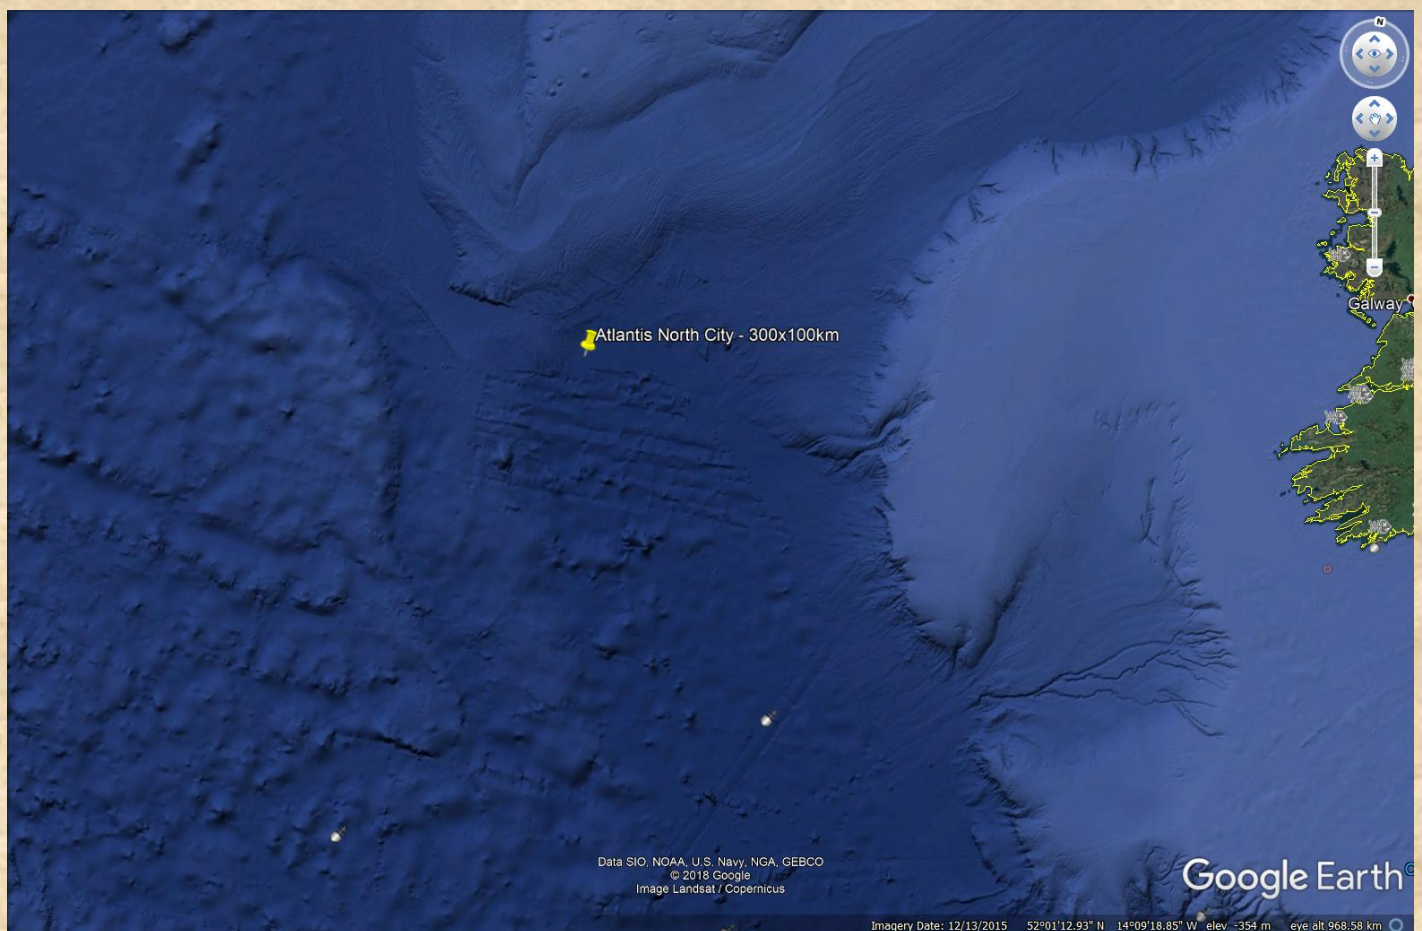 N
Galway
Atlantis North City - 300x100km
Data SIO, NOAA, U.S. Navy, NGA, GEBCO
© 2018 Google
Image Landsat / Copernicus
Google Earth
Imagery Date: 12/13/2015 52°01'12.93" N 14°09'18.85" W elev -354 m eye alt 968.58 km